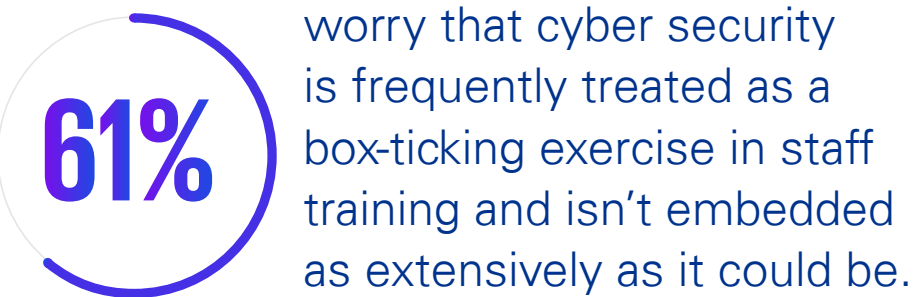 61%
worry that cyber security
is frequently treated as a
box-ticking exercise in staff
training and isn’t embedded
as extensively as it could be.